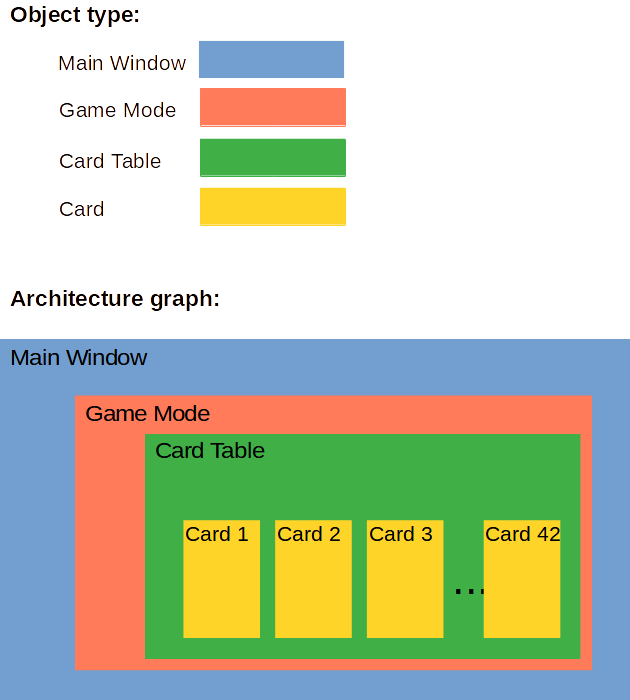 Object type:
Main Window
Game Mode
Card Table
Card
Architecture graph:
Main Window
Game Mode
Card Table
Card 1 Card 2 Card 3 ... Card 42